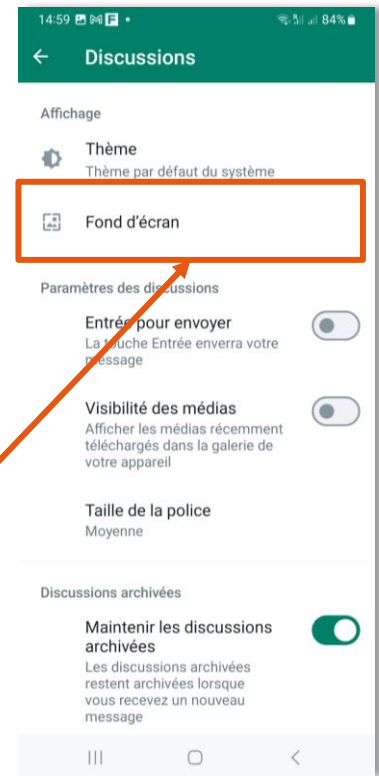 14:59 84%
Discussions
Affichage
Thème
Thème par défaut du système
Fond d'écran
Paramètres des discussions
Entrée pour envoyer
La touche Entrée enverra votre
message
Visibilité des médias
Afficher les médias récemment
téléchargés dans la galerie de
votre appareil
Taille de la police
Moyenne
Discussions archivées
Maintenir les discussions
archivées
Les discussions archivées
restent archivées lorsque
vous recevez un nouveau
message